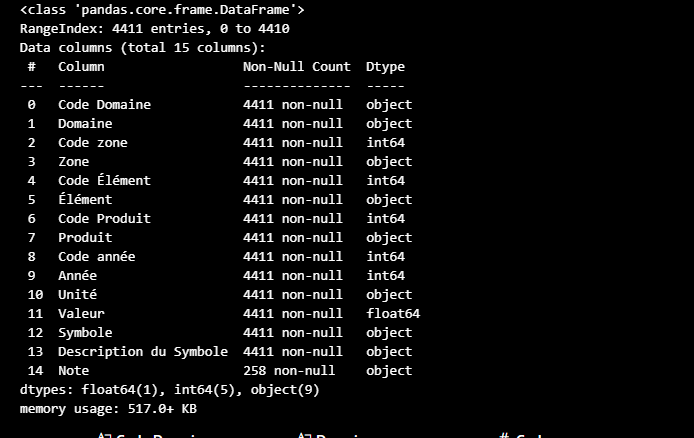 <class 'pandas.core.frame.DataFrame'>
RangeIndex: 4411 entries, 0 to 4410
Data columns (total 15 columns):
 #   Column                 Non-Null Count  Dtype
---  ------                 --------------  -----
 0   Code Domaine           4411 non-null   object
 1   Domaine                4411 non-null   object
 2   Code zone              4411 non-null   int64
 3   Zone                   4411 non-null   object
 4   Code Élément           4411 non-null   int64
 5   Élément                4411 non-null   object
 6   Code Produit           4411 non-null   int64
 7   Produit                4411 non-null   object
 8   Code année             4411 non-null   int64
 9   Année                  4411 non-null   int64
 10  Unité                  4411 non-null   object
 11  Valeur                 4411 non-null   float64
 12  Symbole                4411 non-null   object
 13  Description du Symbole  4411 non-null   object
 14  Note                   258 non-null    object
dtypes: float64(1), int64(5), object(9)
memory usage: 517.0+ KB